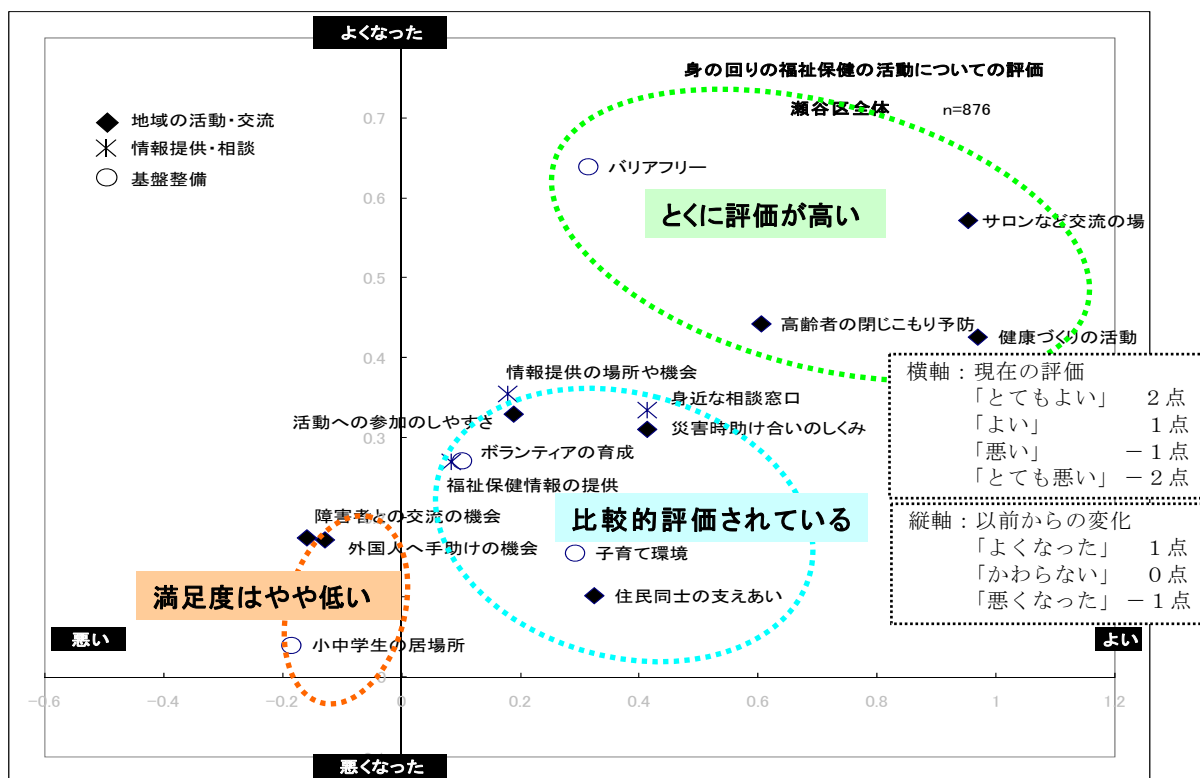 よくなった
身の回りの福祉保健の活動についての評価
瀬谷区全体 n=876
地域の活動・交流
情報提供・相談
基盤整備
0.7
0.6
0.5
0.4
0.3
0
バリアフリー
とくに評価が高い
サロンなど交流の場
高齢者の閉じこもり予防
健康づくりの活動
情報提供の場所や機会
身近な相談窓口
活動への参加のしやすさ
災害時助け合いのしくみ
ボランティアの育成
福祉保健情報の提供
比較的評価されている
障害者との交流の機会
外国人へ手助けの機会
子育て環境
満足度はやや低い
住民同士の支えあい
小中学生の居場所
横軸：現在の評価
「とてもよい」 2点
「よい」 1点
「悪い」 －1点
「とても悪い」 －2点
縦軸：以前からの変化
「よくなった」 1点
「かわらない」 0点
「悪くなった」 －1点
悪い
よい
-0.6 -0.4 -0.2 0 0.2 0.4 0.6 0.8 1 1.2
悪くなった